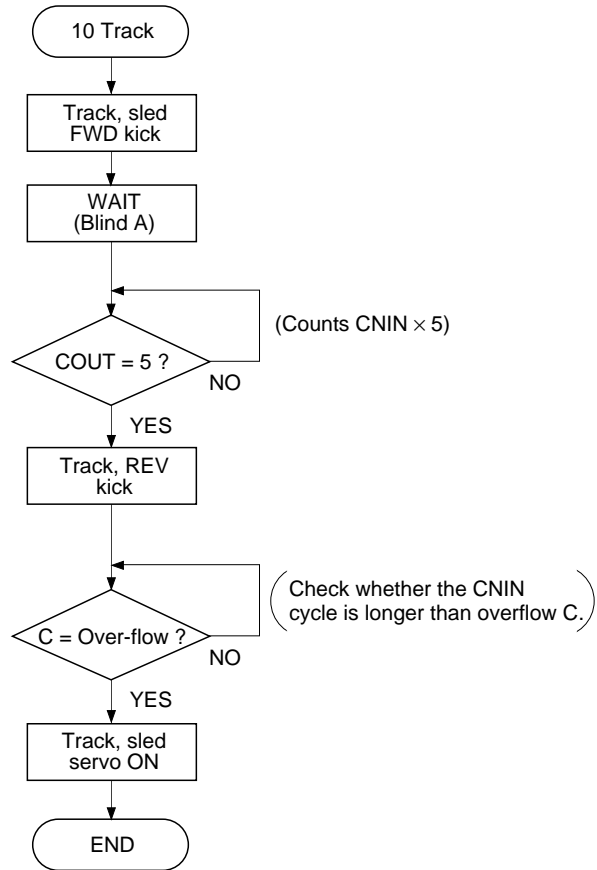 10 Track
Track, sled
FWD kick
WAIT
(Blind A)
(Counts CNIN × 5)
COUT = 5 ?
NO
YES
Track, REV
kick
(Check whether the CNIN
cycle is longer than overflow C.)
C = Over-flow ?
NO
YES
Track, sled
servo ON
END